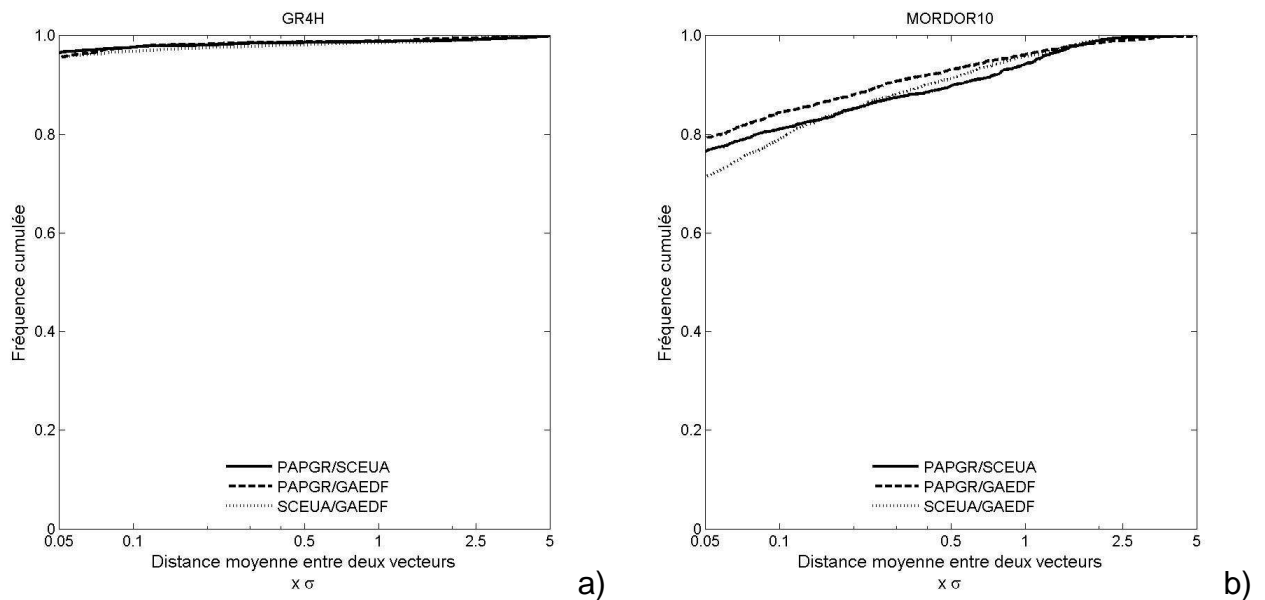 GR4H
1.0
0.8
0.6
0.4
0.2
0
Fréquence cumulée
PAPGR/SCEUA
PAPGR/GAEDF
SCEUA/GAEDF
0.05 0.1 0.5 1 2.5 5
Distance moyenne entre deux vecteurs
x σ
a)
MORDOR10
1.0
0.8
0.6
0.4
0.2
0
Fréquence cumulée
PAPGR/SCEUA
PAPGR/GAEDF
SCEUA/GAEDF
0.05 0.1 0.5 1 2.5 5
Distance moyenne entre deux vecteurs
x σ
b)